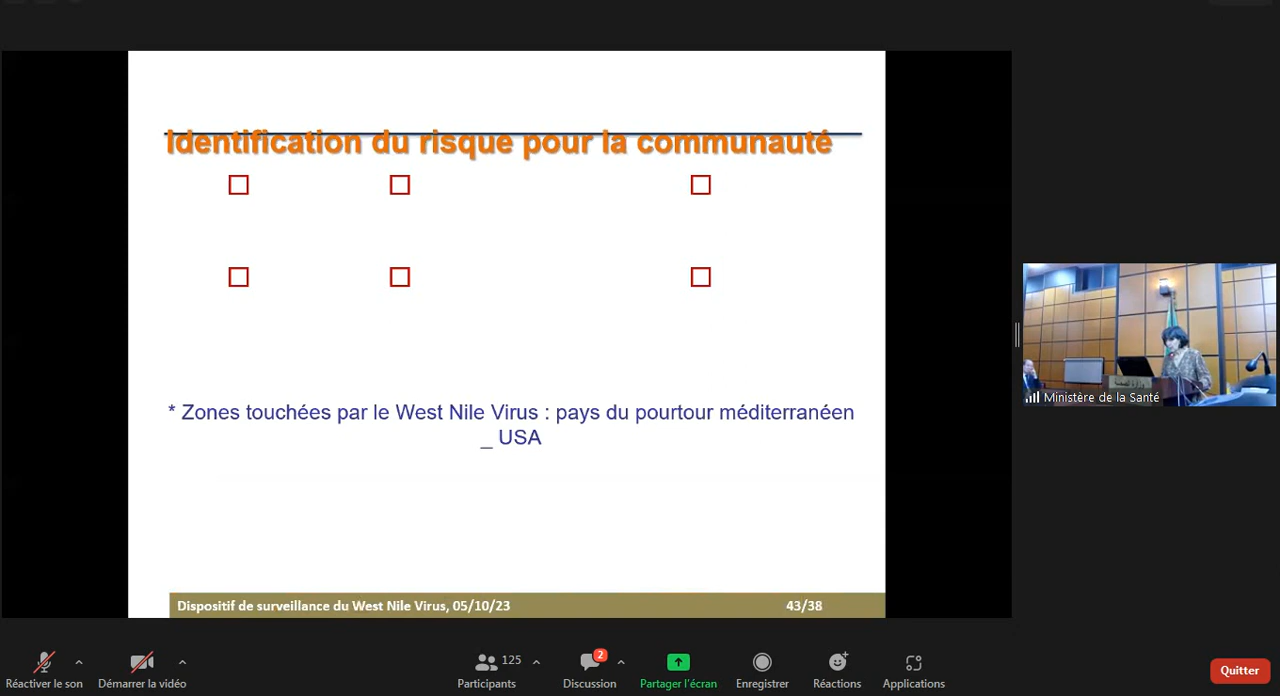 Identification du risque pour la communauté
* Zones touchées par le West Nile Virus : pays du pourtour méditerranéen
_ USA
Dispositif de surveillance du West Nile Virus, 05/10/23
43/38
وزارة الصحة
Ministère de la Santé
Réactiver le son
Démarrer la vidéo
125
Participants
2
Discussion
Partager l'écran
Enregistrer
Réactions
Applications
Quitter